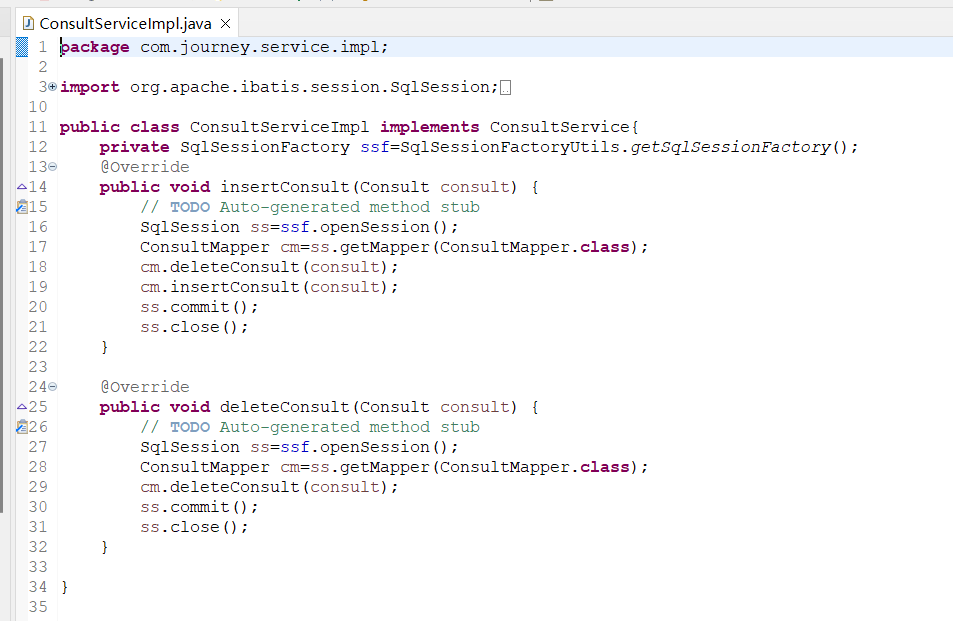 ConsultServiceImpl.java
1 package com.journey.service.impl;
2
3 import org.apache.ibatis.session.SqlSession;
10
11 public class ConsultServiceImpl implements ConsultService{
12 private SqlSessionFactory ssf=SqlSessionFactoryUtils.getSqlSessionFactory();
13 @Override
14 public void insertConsult(Consult consult) {
15 // TODO Auto-generated method stub
16 SqlSession ss=ssf.openSession();
17 ConsultMapper cm=ss.getMapper(ConsultMapper.class);
18 cm.deleteConsult(consult);
19 cm.insertConsult(consult);
20 ss.commit();
21 ss.close();
22 }
23
24 @Override
25 public void deleteConsult(Consult consult) {
26 // TODO Auto-generated method stub
27 SqlSession ss=ssf.openSession();
28 ConsultMapper cm=ss.getMapper(ConsultMapper.class);
29 cm.deleteConsult(consult);
30 ss.commit();
31 ss.close();
32 }
33
34 }
35